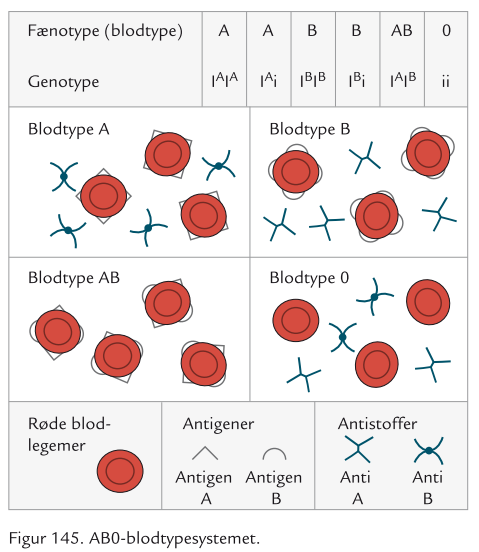 Fænotype (blodtype) A A B B AB 0
Genotype IᴬIᴬ Iᴬi IᴮIᴮ Iᴮi IᴬIᴮ ii
Blodtype A
Blodtype B
Blodtype AB
Blodtype 0
Røde blod-
legemer
Antigener
Antigen
A
Antigen
B
Antistoffer
Anti
A
Anti
B
Figur 145. AB0-blodtypesystemet.